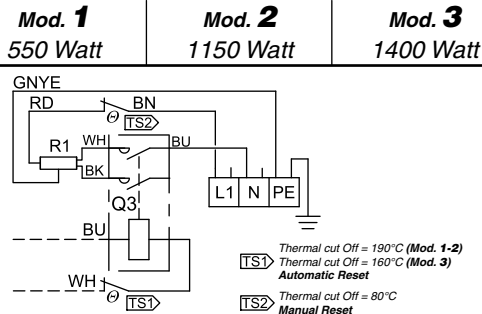 Mod. 1 Mod. 2 Mod. 3
550 Watt 1150 Watt 1400 Watt
GNYE
RD BN
Θ TS2
R1 WH BU
BK
L1 N PE
Q3
BU
WH
Θ TS1
TS1 Thermal cut Off = 190°C (Mod. 1-2)
Thermal cut Off = 160°C (Mod. 3)
Automatic Reset
TS2 Thermal cut Off = 80°C
Manual Reset